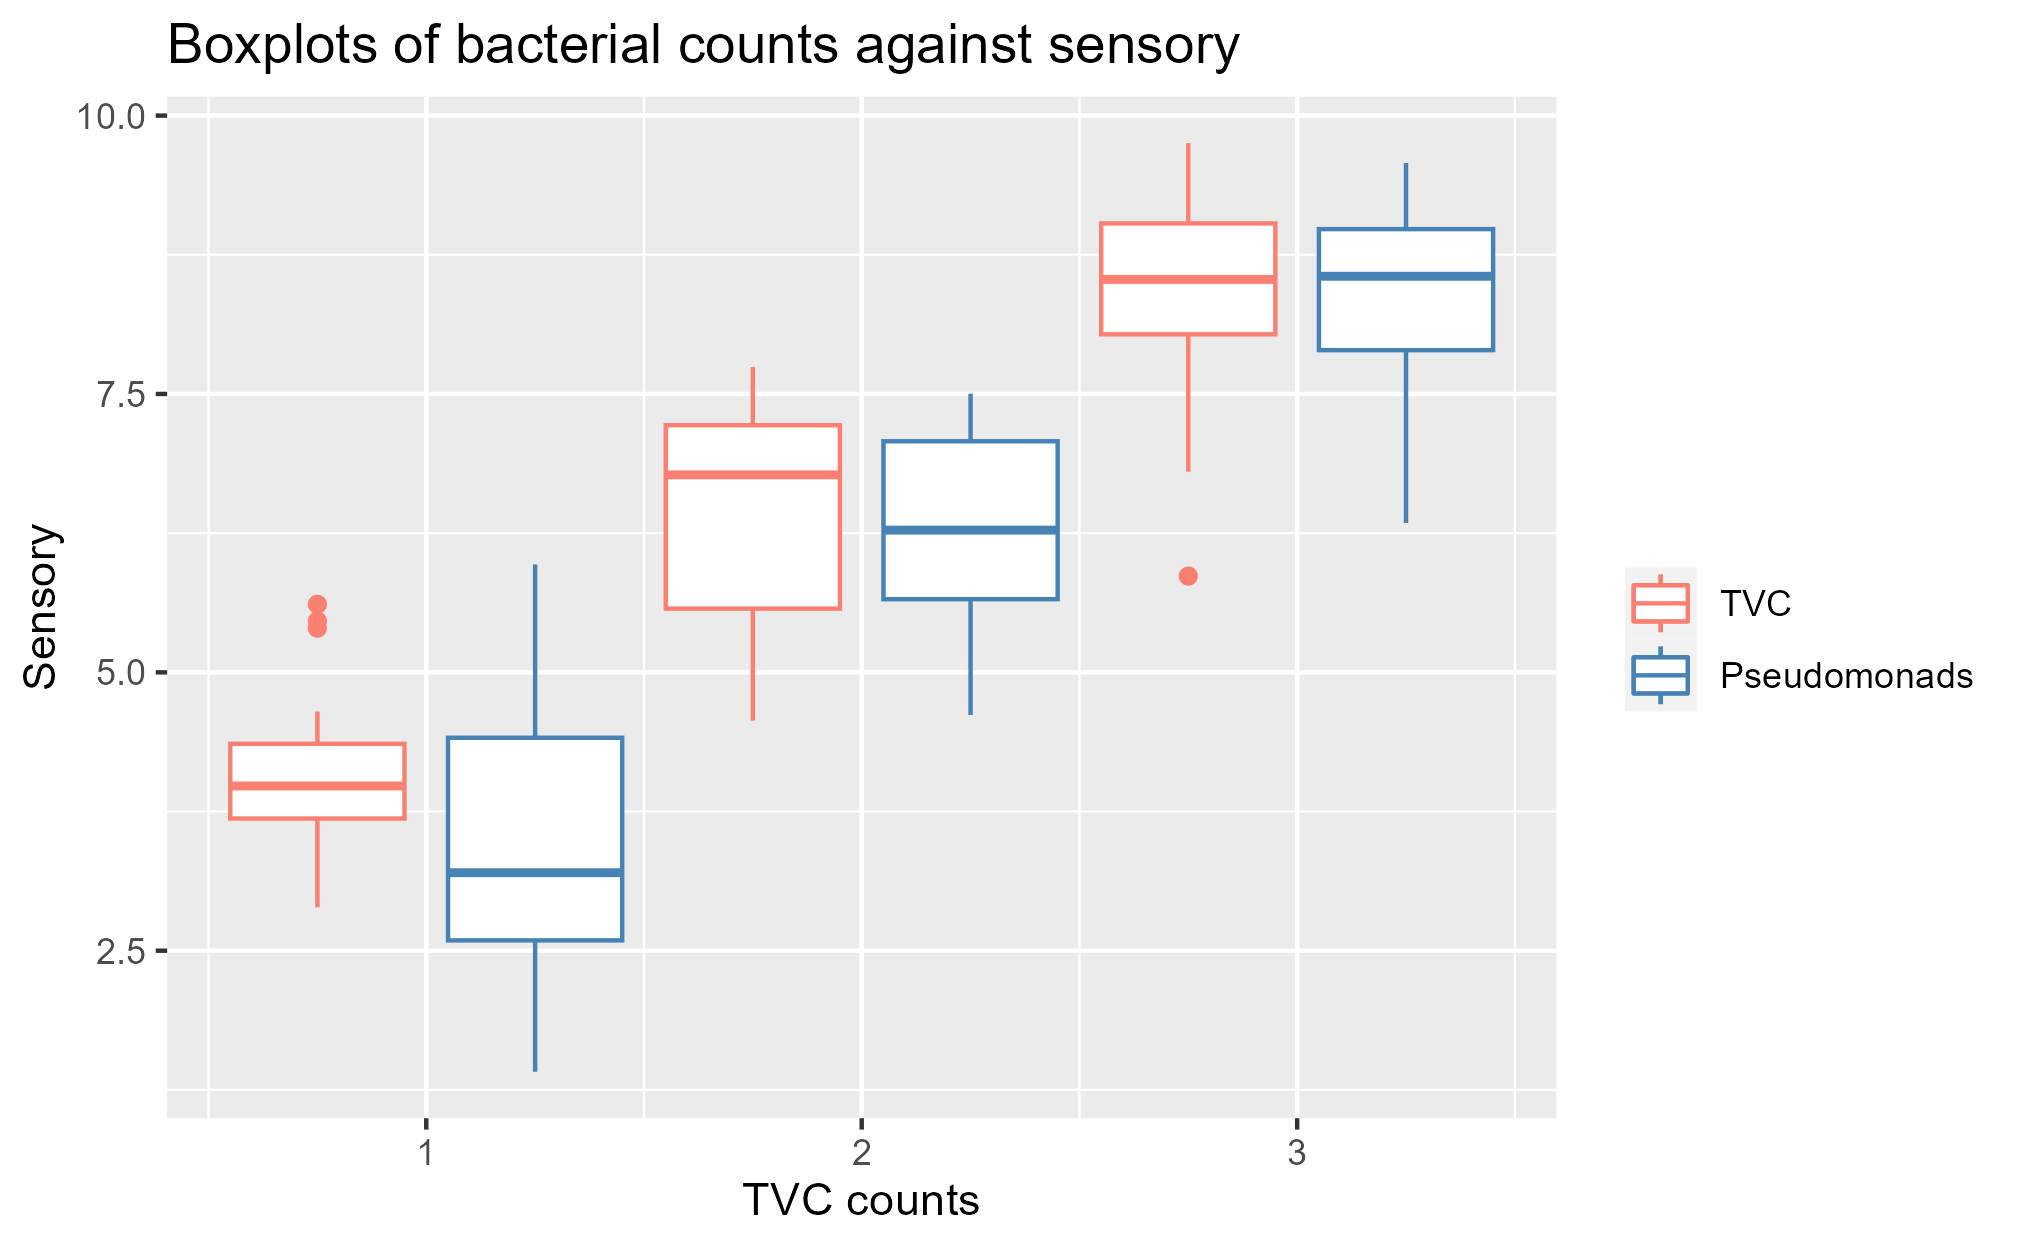 Boxplots of bacterial counts against sensory
10.0
7.5
5.0
2.5
Sensory
1 2 3
TVC counts
TVC
Pseudomonads